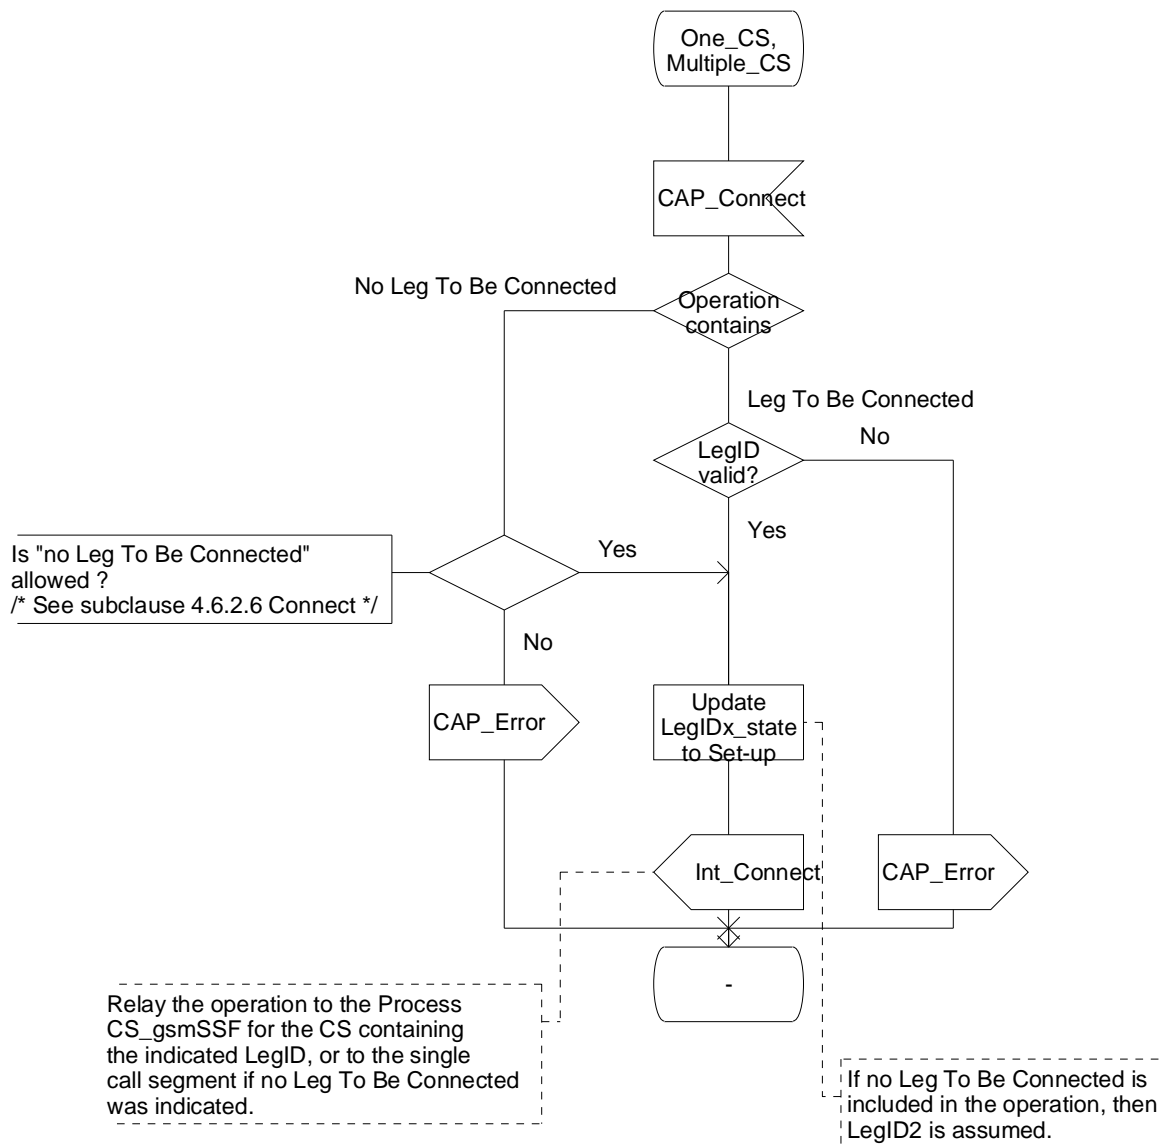 One_CS,
Multiple_CS
CAP_Connect
No Leg To Be Connected
Operation
contains
Leg To Be Connected
No
LegID
valid?
Yes
Is "no Leg To Be Connected"
allowed ?
/* See subclause 4.6.2.6 Connect */
Yes
No
CAP_Error
Update
LegIDx_state
to Set-up
Int_Connect
CAP_Error
-
Relay the operation to the Process
CS_gsmSSF for the CS containing
the indicated LegID, or to the single
call segment if no Leg To Be Connected
was indicated.
If no Leg To Be Connected is
included in the operation, then
LegID2 is assumed.